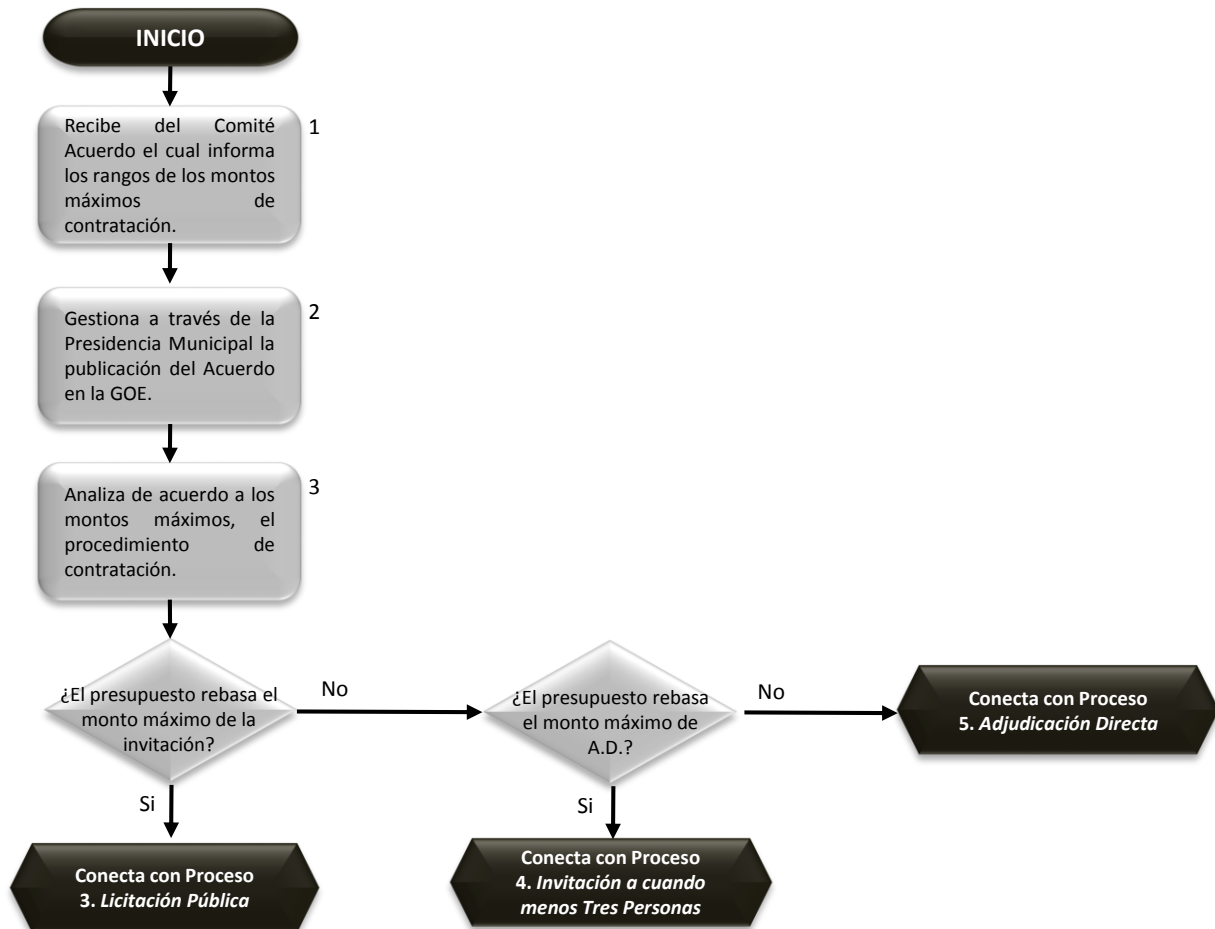 INICIO
Recibe del Comité
Acuerdo el cual informa
los rangos de los montos
máximos de
contratación.
1
Gestiona a través de la
Presidencia Municipal la
publicación del Acuerdo
en la GOE.
2
Analiza de acuerdo a los
montos máximos, el
procedimiento de
contratación.
3
¿El presupuesto rebasa el
monto máximo de la
invitación?
No
¿El presupuesto rebasa
el monto máximo de
A.D.?
No
Conecta con Proceso
5. Adjudicación Directa
Si
Si
Conecta con Proceso
3. Licitación Pública
Conecta con Proceso
4. Invitación a cuando
menos Tres Personas